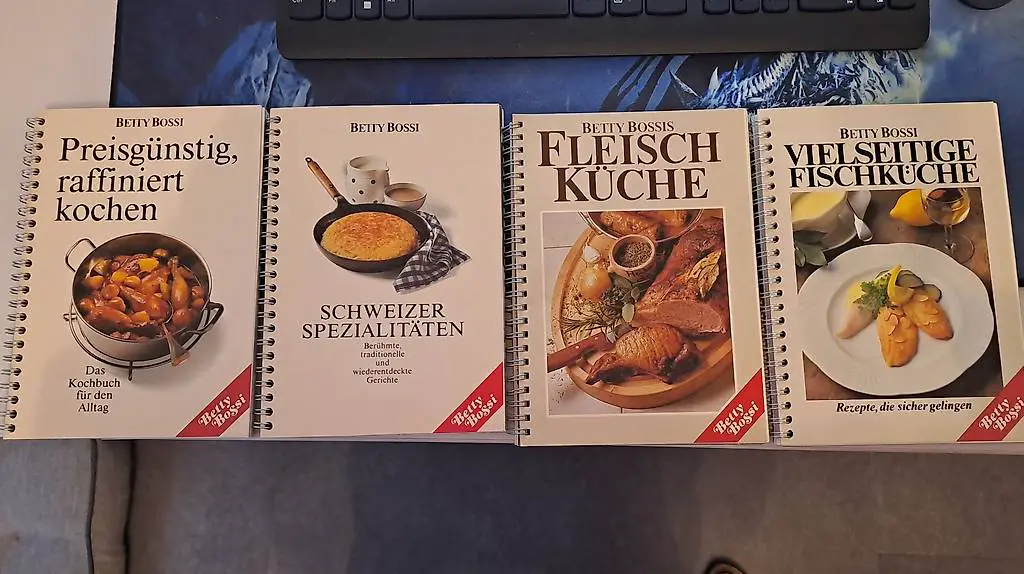 Ctrl
Alt
BETTY BOSSI
Preisgünstig,
raffiniert
kochen
Das
Kochbuch
für den
Alltag
Betty
Bossi
BETTY BOSSI
SCHWEIZER
SPEZIALITÄTEN
Berühmte,
traditionelle
und
wiederentdeckte
Gerichte
Betty
Bossi
BETTY BOSSIS
FLEISCH
KÜCHE
Betty
Bossi
BETTY BOSSI
VIELSEITIGE
FISCHKÜCHE
Rezepte, die sicher gelingen
Betty
Bossi